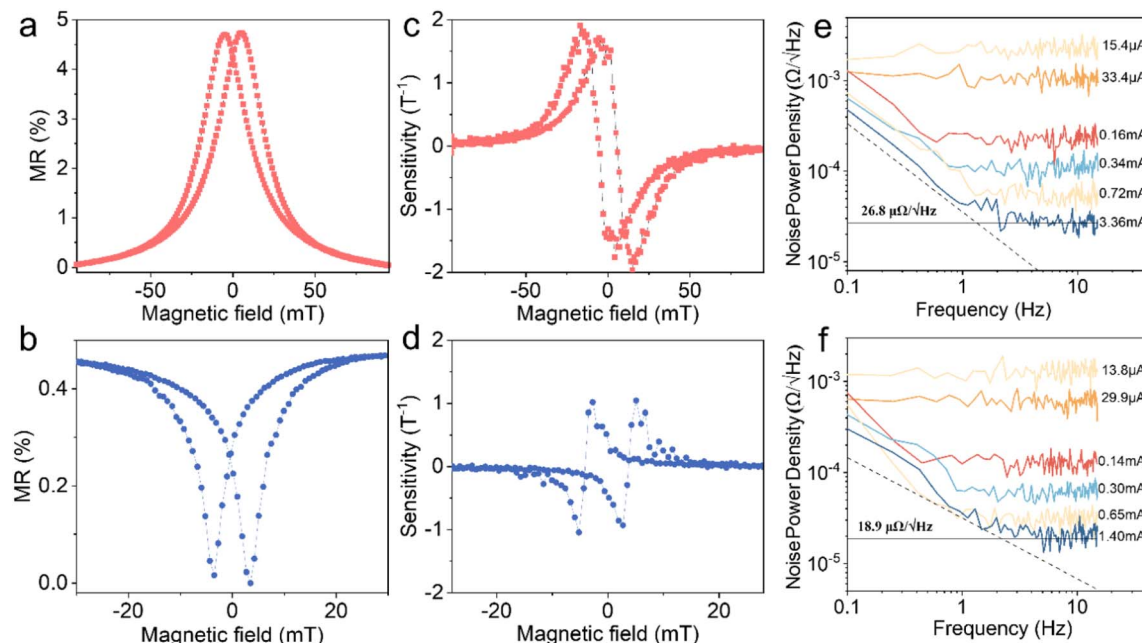 a
MR (%)
5
4
3
2
1
0
-50
0
50
Magnetic field (mT)
c
Sensitivity (T⁻¹)
2
1
0
-1
-2
-50
0
50
Magnetic field (mT)
e
Noise Power Density (Ω/√Hz)
10⁻³
10⁻⁴
10⁻⁵
15.4μA
33.4μA
0.16mA
0.34mA
0.72mA
3.36mA
26.8 μΩ/√Hz
0.1
1
10
Frequency (Hz)
b
MR (%)
0.4
0.2
0.0
-20
0
20
Magnetic field (mT)
d
Sensitivity (T⁻¹)
2
1
0
-1
-2
-20
0
20
Magnetic field (mT)
f
Noise Power Density (Ω/√Hz)
10⁻³
10⁻⁴
10⁻⁵
13.8μA
29.9μA
0.14mA
0.30mA
0.65mA
1.40mA
18.9 μΩ/√Hz
0.1
1
10
Frequency (Hz)